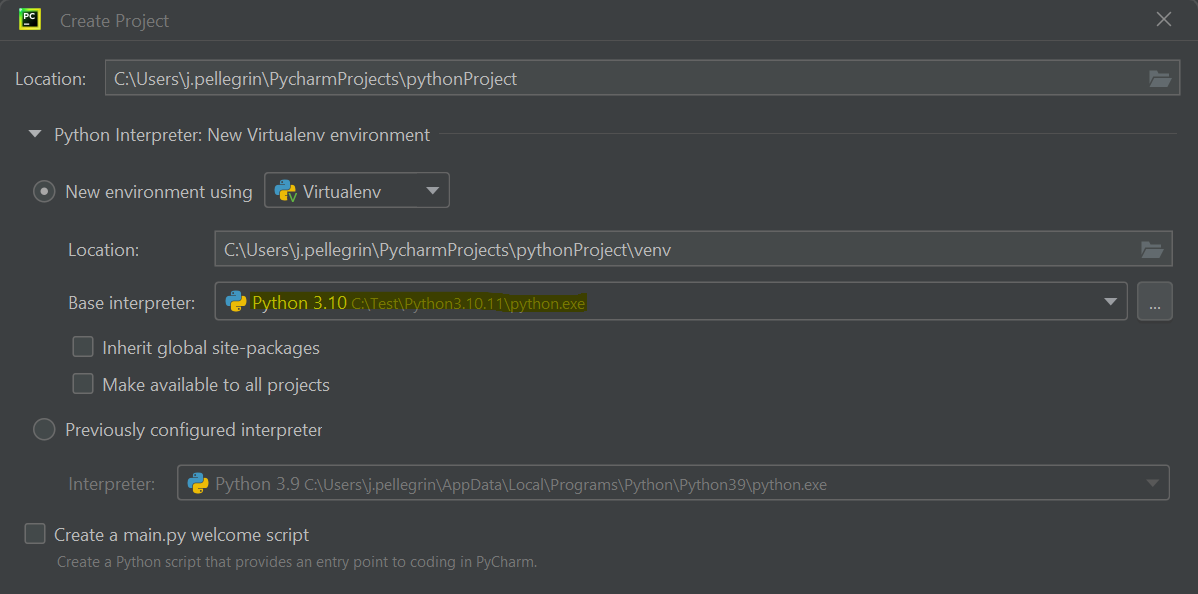 PC
Create Project
Location: C:\Users\j.pellegrin\PycharmProjects\pythonProject
Python Interpreter: New Virtualenv environment
New environment using Virtualenv
Location: C:\Users\j.pellegrin\PycharmProjects\pythonProject\venv
Base interpreter: Python 3.10 C:\Test\Python3.10.11\python.exe ...
Inherit global site-packages
Make available to all projects
Previously configured interpreter
Interpreter: Python 3.9 C:\Users\j.pellegrin\AppData\Local\Programs\Python\Python39\python.exe
Create a main.py welcome script
Create a Python script that provides an entry point to coding in PyCharm.